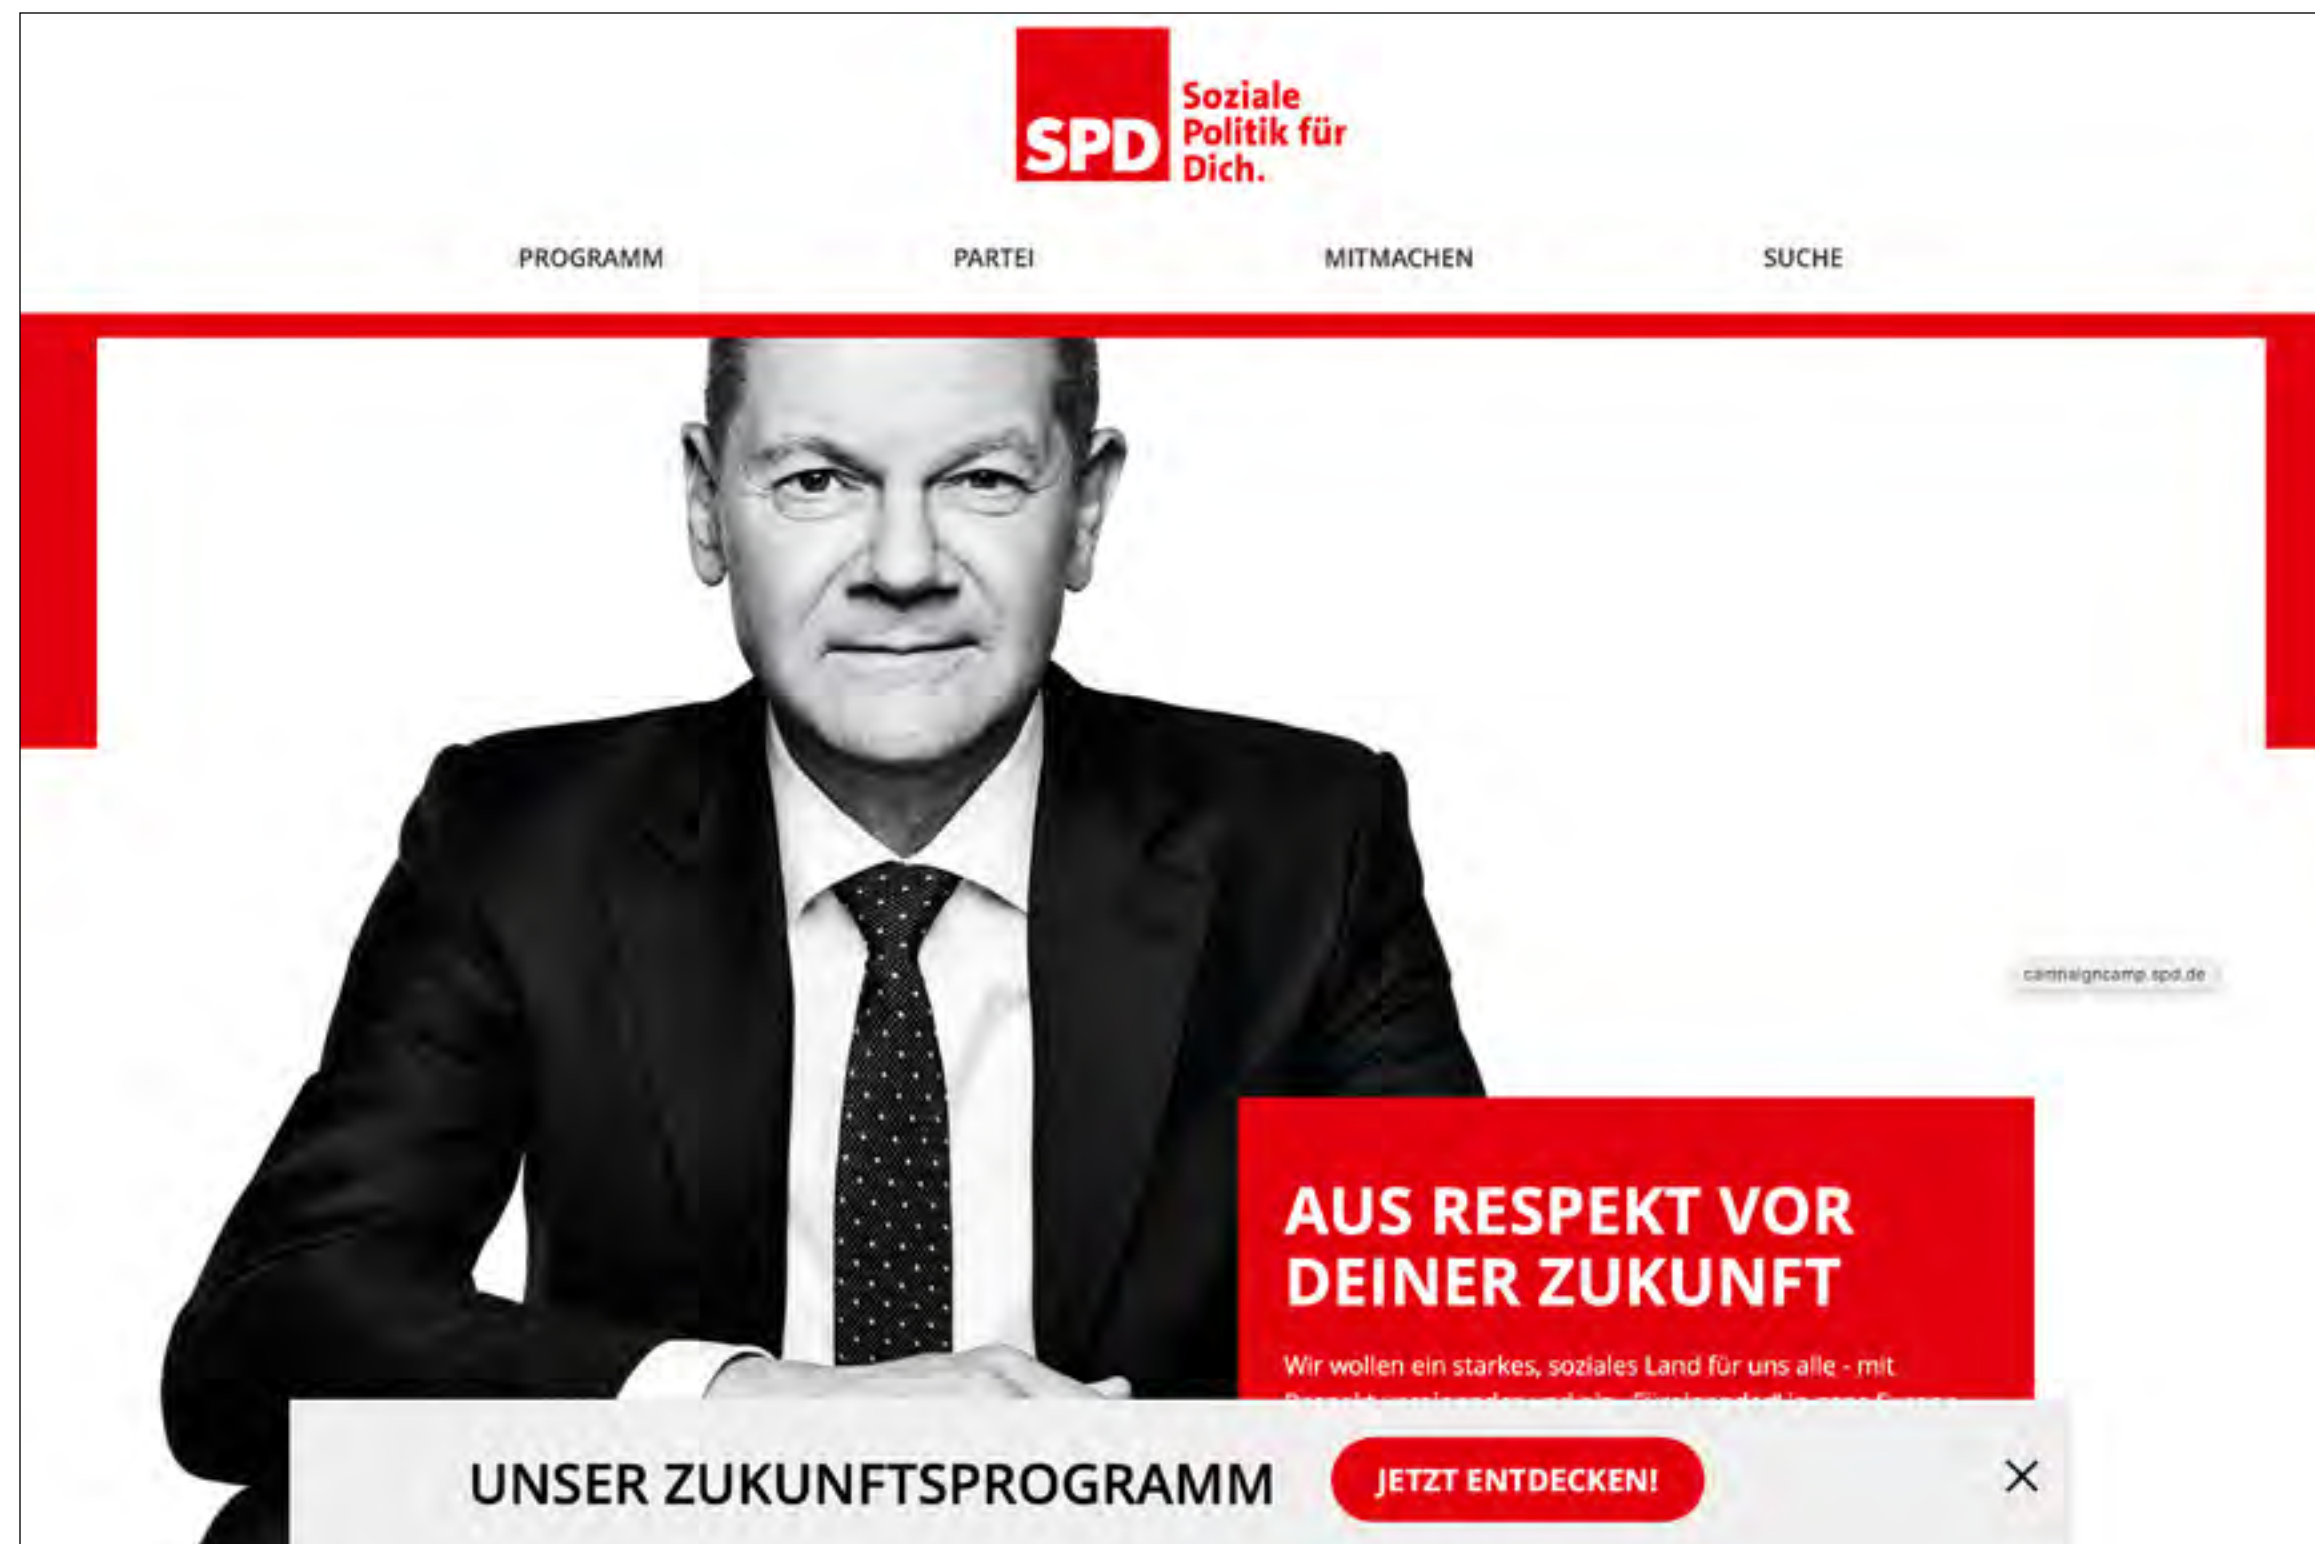 SPD
Soziale
Politik für
Dich.
PROGRAMM PARTEI MITMACHEN SUCHE
campaigncamp.spd.de
AUS RESPEKT VOR
DEINER ZUKUNFT
Wir wollen ein starkes, soziales Land für uns alle - mit
UNSER ZUKUNFTSPROGRAMM JETZT ENTDECKEN!